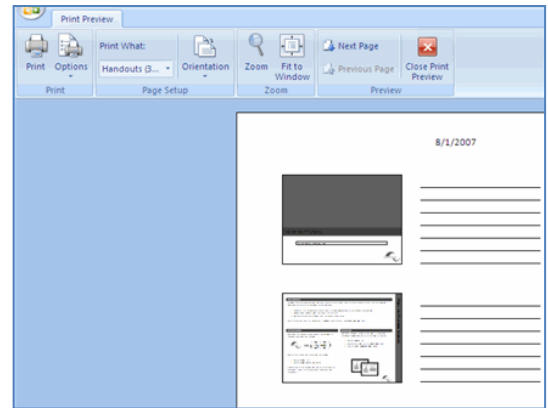 Print Preview
Print What:
Handouts (3...
Print
Options
Orientation
Zoom
Fit to
Window
Next Page
Previous Page
Close Print
Preview
Print
Page Setup
Zoom
Preview
8/1/2007